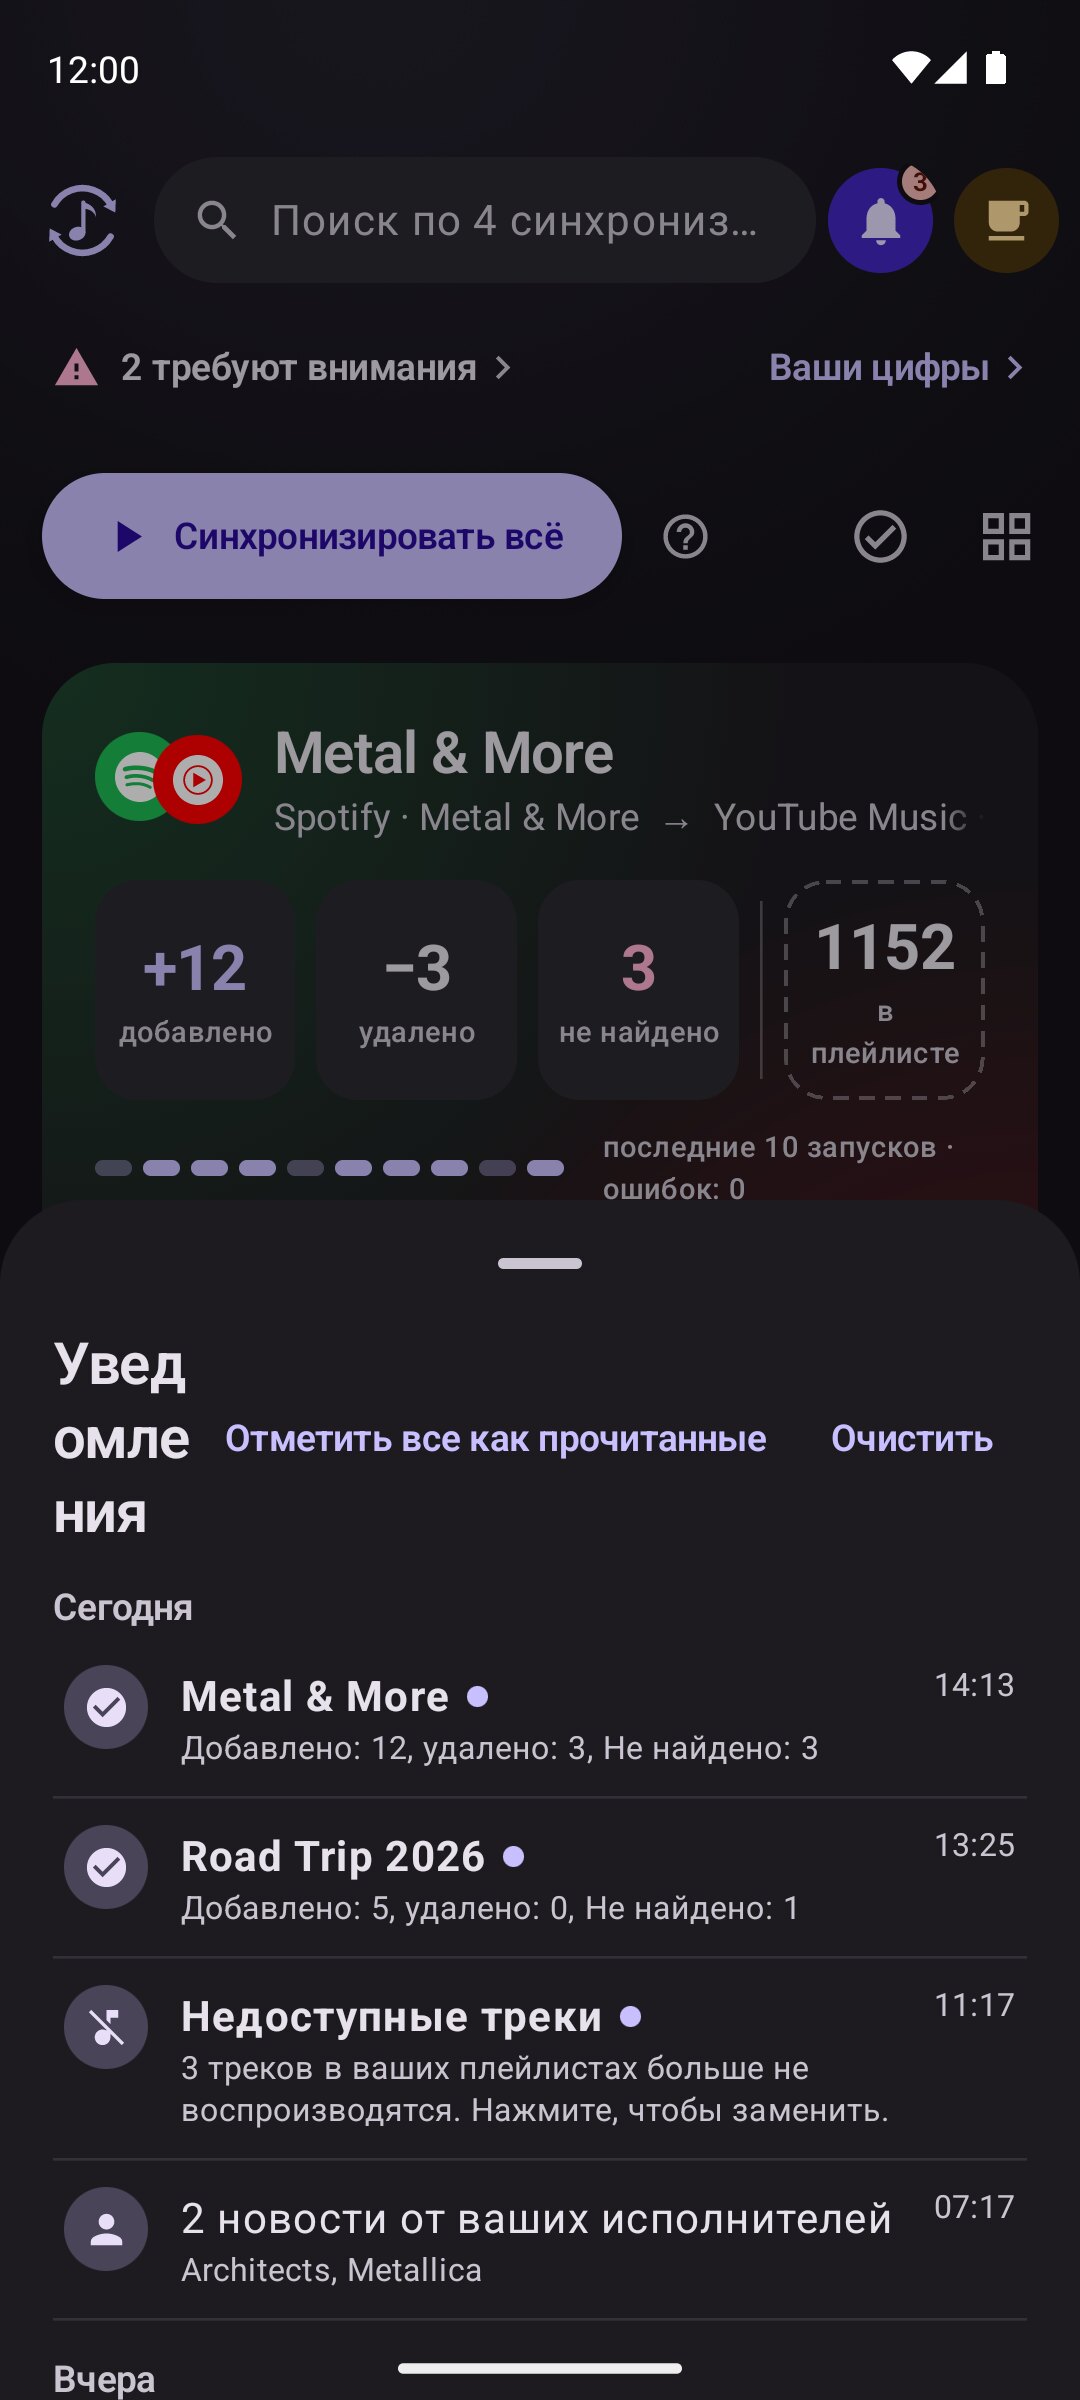 12:00
Поиск по 4 синхрониз...
3
2 требуют внимания
Ваши цифры
Синхронизировать всё
Metal & More
Spotify · Metal & More → YouTube Music
+12
добавлено
−3
удалено
3
не найдено
1152
в
плейлисте
последние 10 запусков ·
ошибок: 0
Увед
омле
ния
Отметить все как прочитанные
Очистить
Сегодня
Metal & More
14:13
Добавлено: 12, удалено: 3, Не найдено: 3
Road Trip 2026
13:25
Добавлено: 5, удалено: 0, Не найдено: 1
Недоступные треки
11:17
3 треков в ваших плейлистах больше не
воспроизводятся. Нажмите, чтобы заменить.
2 новости от ваших исполнителей
07:17
Architects, Metallica
Вчера